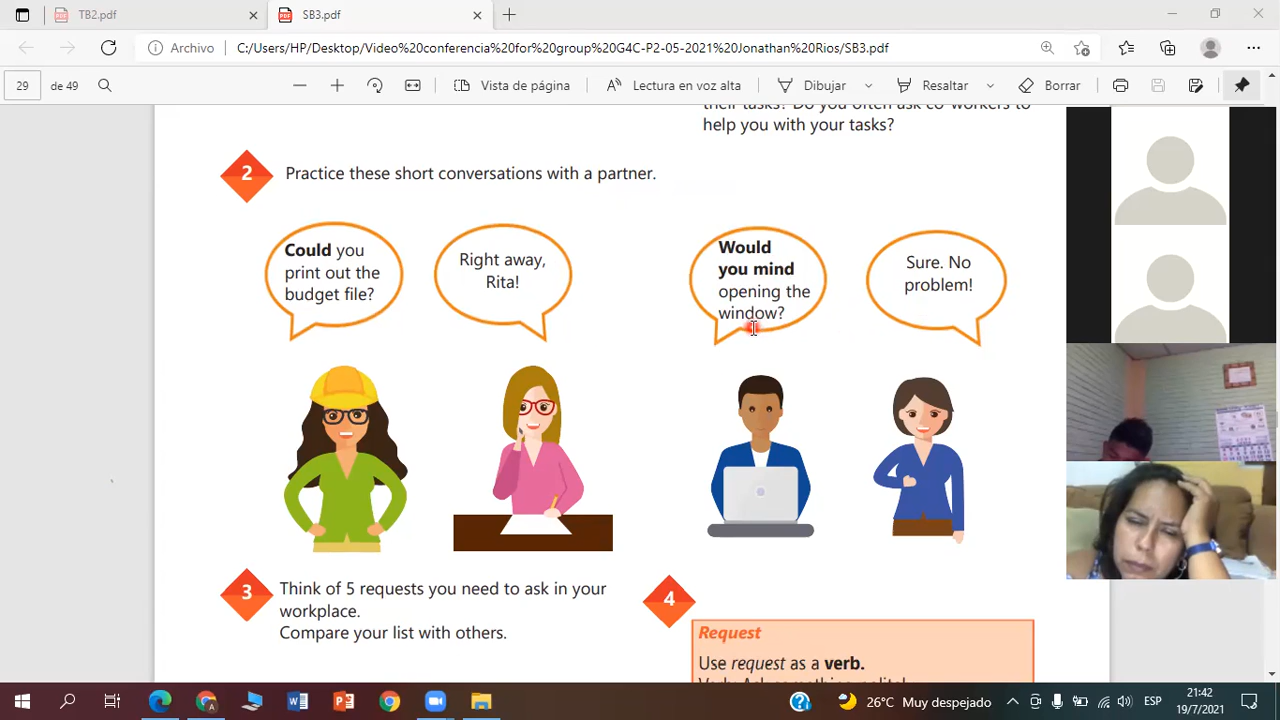 TB2.pdf
SB3.pdf
Archivo
C:/Users/HP/Desktop/Video%20conferencia%20for%20group%20G4C-P2-05-2021%20Jonathan%20Rios/SB3.pdf
29
de 49
Vista de página
Lectura en voz alta
Dibujar
Resaltar
Borrar
their tasks? Do you often ask co-workers to
help you with your tasks?
2
Practice these short conversations with a partner.
Could you
print out the
budget file?
Right away,
Rita!
Would
you mind
opening the
window?
Sure. No
problem!
3
Think of 5 requests you need to ask in your
workplace.
Compare your list with others.
4
Request
Use request as a verb.
26°C Muy despejado
ESP
21:42
19/7/2021